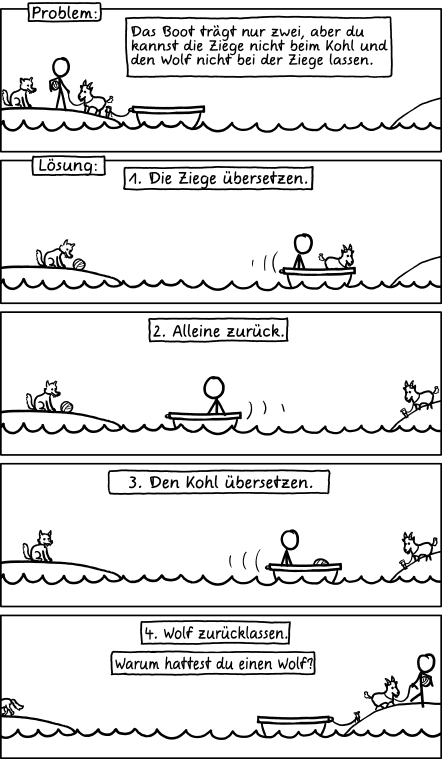 Problem:
Das Boot trägt nur zwei, aber du
kannst die Ziege nicht beim Kohl und
den Wolf nicht bei der Ziege lassen.
Lösung:
1. Die Ziege übersetzen.
2. Alleine zurück.
3. Den Kohl übersetzen.
4. Wolf zurücklassen.
Warum hattest du einen Wolf?